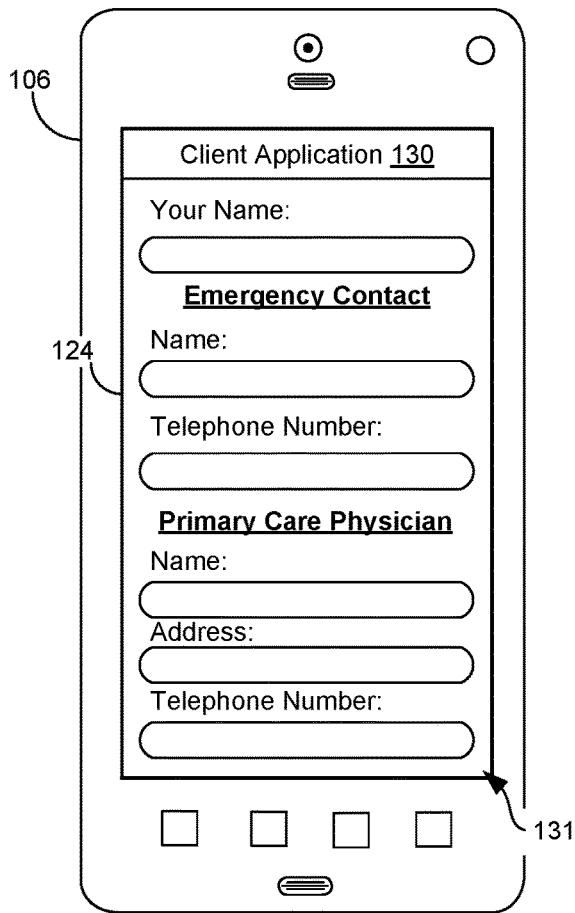 106
Client Application 130
Your Name:
Emergency Contact
Name:
124
Telephone Number:
Primary Care Physician
Name:
Address:
Telephone Number:
131